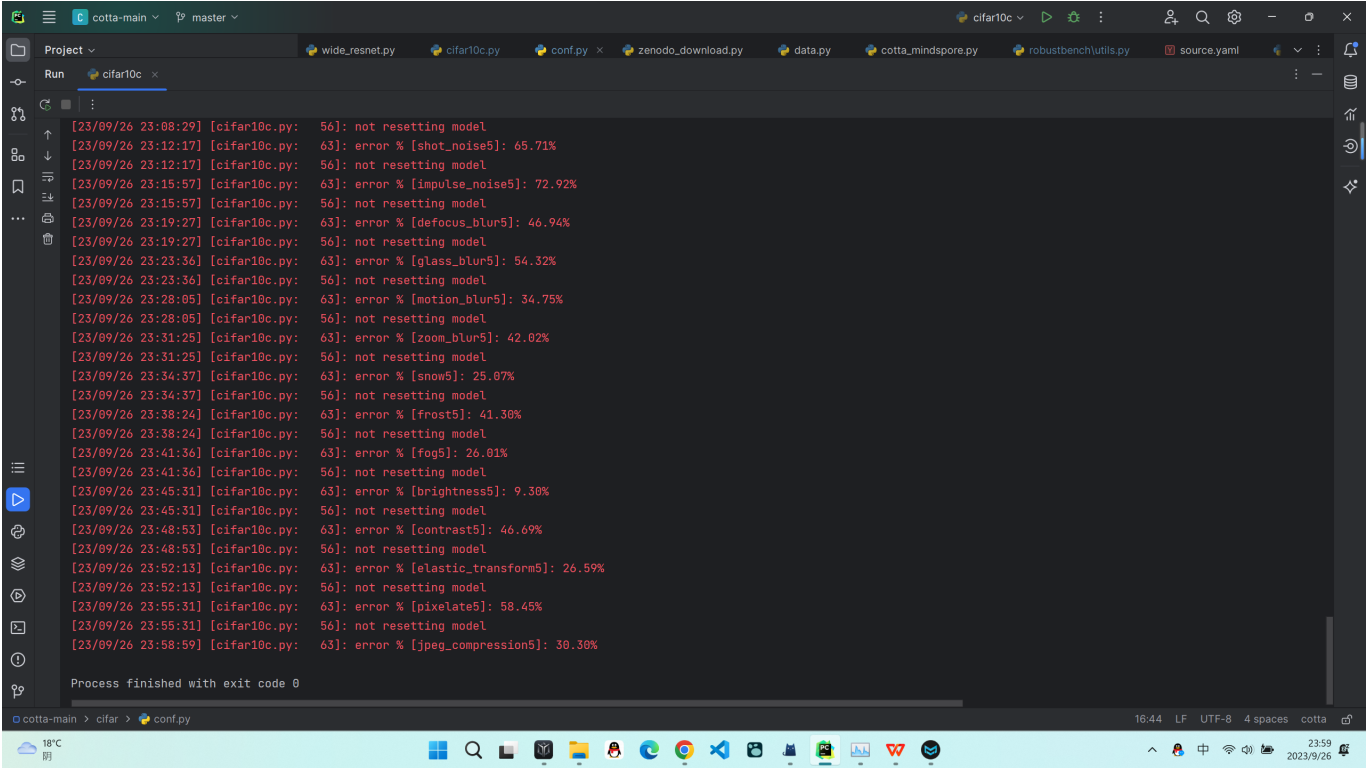 C cotta-main master cifar10c
Project wide_resnet.py cifar10c.py conf.py zenodo_download.py data.py cotta_mindspore.py robustbench\utils.py source.yaml
Run cifar10c
[23/09/26 23:08:29] [cifar10c.py:   56]: not resetting model
[23/09/26 23:12:17] [cifar10c.py:   63]: error % [shot_noise5]: 65.71%
[23/09/26 23:12:17] [cifar10c.py:   56]: not resetting model
[23/09/26 23:15:57] [cifar10c.py:   63]: error % [impulse_noise5]: 72.92%
[23/09/26 23:15:57] [cifar10c.py:   56]: not resetting model
[23/09/26 23:19:27] [cifar10c.py:   63]: error % [defocus_blur5]: 46.94%
[23/09/26 23:19:27] [cifar10c.py:   56]: not resetting model
[23/09/26 23:23:36] [cifar10c.py:   63]: error % [glass_blur5]: 54.32%
[23/09/26 23:23:36] [cifar10c.py:   56]: not resetting model
[23/09/26 23:28:05] [cifar10c.py:   63]: error % [motion_blur5]: 34.75%
[23/09/26 23:28:05] [cifar10c.py:   56]: not resetting model
[23/09/26 23:31:25] [cifar10c.py:   63]: error % [zoom_blur5]: 42.02%
[23/09/26 23:31:25] [cifar10c.py:   56]: not resetting model
[23/09/26 23:34:37] [cifar10c.py:   63]: error % [snow5]: 25.07%
[23/09/26 23:34:37] [cifar10c.py:   56]: not resetting model
[23/09/26 23:38:24] [cifar10c.py:   63]: error % [frost5]: 41.30%
[23/09/26 23:38:24] [cifar10c.py:   56]: not resetting model
[23/09/26 23:41:36] [cifar10c.py:   63]: error % [fog5]: 26.01%
[23/09/26 23:41:36] [cifar10c.py:   56]: not resetting model
[23/09/26 23:45:31] [cifar10c.py:   63]: error % [brightness5]: 9.30%
[23/09/26 23:45:31] [cifar10c.py:   56]: not resetting model
[23/09/26 23:48:53] [cifar10c.py:   63]: error % [contrast5]: 46.69%
[23/09/26 23:48:53] [cifar10c.py:   56]: not resetting model
[23/09/26 23:52:13] [cifar10c.py:   63]: error % [elastic_transform5]: 26.59%
[23/09/26 23:52:13] [cifar10c.py:   56]: not resetting model
[23/09/26 23:55:31] [cifar10c.py:   63]: error % [pixelate5]: 58.45%
[23/09/26 23:55:31] [cifar10c.py:   56]: not resetting model
[23/09/26 23:58:59] [cifar10c.py:   63]: error % [jpeg_compression5]: 30.30%
Process finished with exit code 0
cotta-main > cifar > conf.py 16:44 LF UTF-8 4 spaces cotta
18°C
阴
中
23:59
2023/9/26